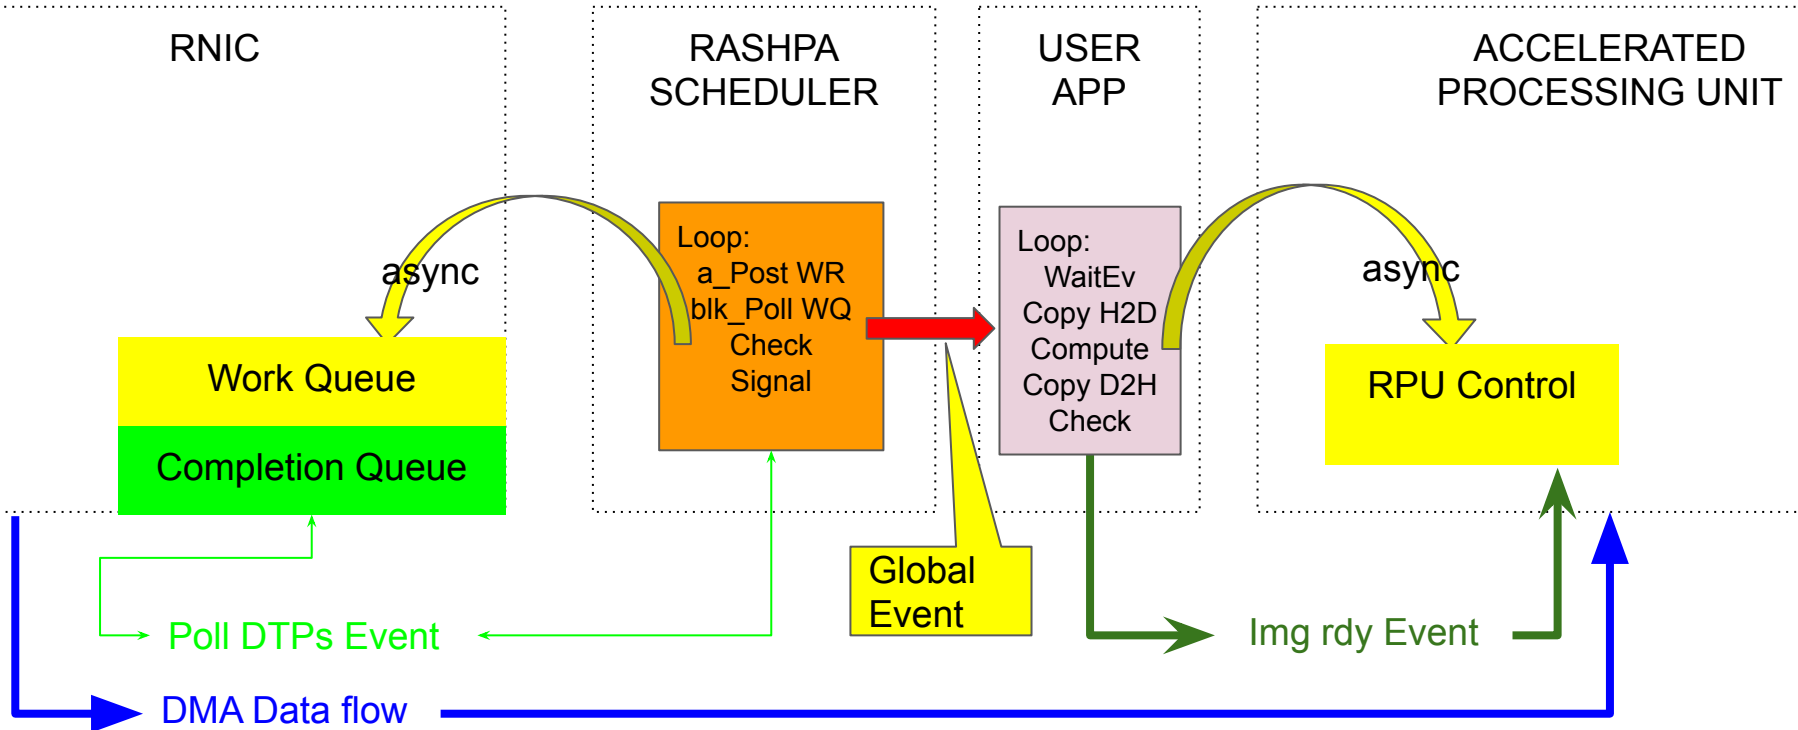 RNIC
RASHPA
SCHEDULER
USER
APP
ACCELERATED
PROCESSING UNIT
async
Loop:
a_Post WR
blk_Poll WQ
Check
Signal
Loop:
WaitEv
Copy H2D
Compute
Copy D2H
Check
async
Work Queue
Completion Queue
RPU Control
Global
Event
Poll DTPs Event
Img rdy Event
DMA Data flow